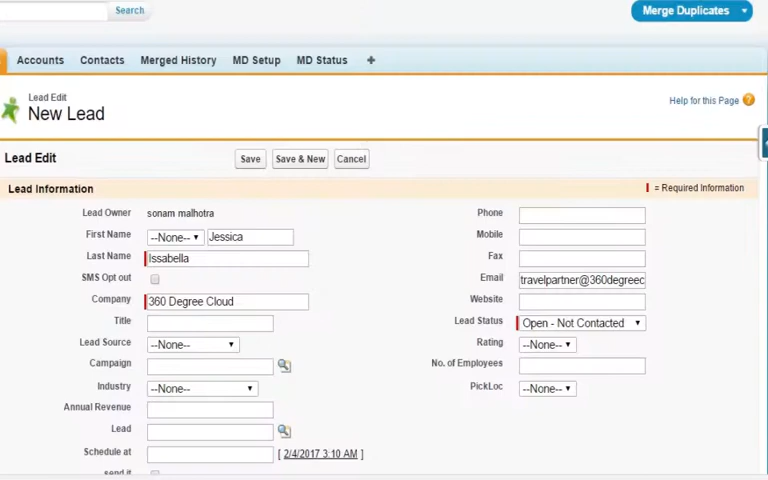 Search
Merge Duplicates
Accounts Contacts Merged History MD Setup MD Status
Lead Edit
New Lead
Help for this Page ?
Lead Edit
Save Save & New Cancel
Lead Information
= Required Information
Lead Owner sonam malhotra
Phone
First Name --None-- Jessica
Mobile
Last Name Issabella
Fax
SMS Opt out
Email travelpartner@360degreec
Company 360 Degree Cloud
Website
Title
Lead Status Open - Not Contacted
Lead Source --None--
Rating --None--
Campaign
No. of Employees
Industry --None--
PickLoc --None--
Annual Revenue
Lead
Schedule at [ 2/4/2017 3:10 AM ]
send it